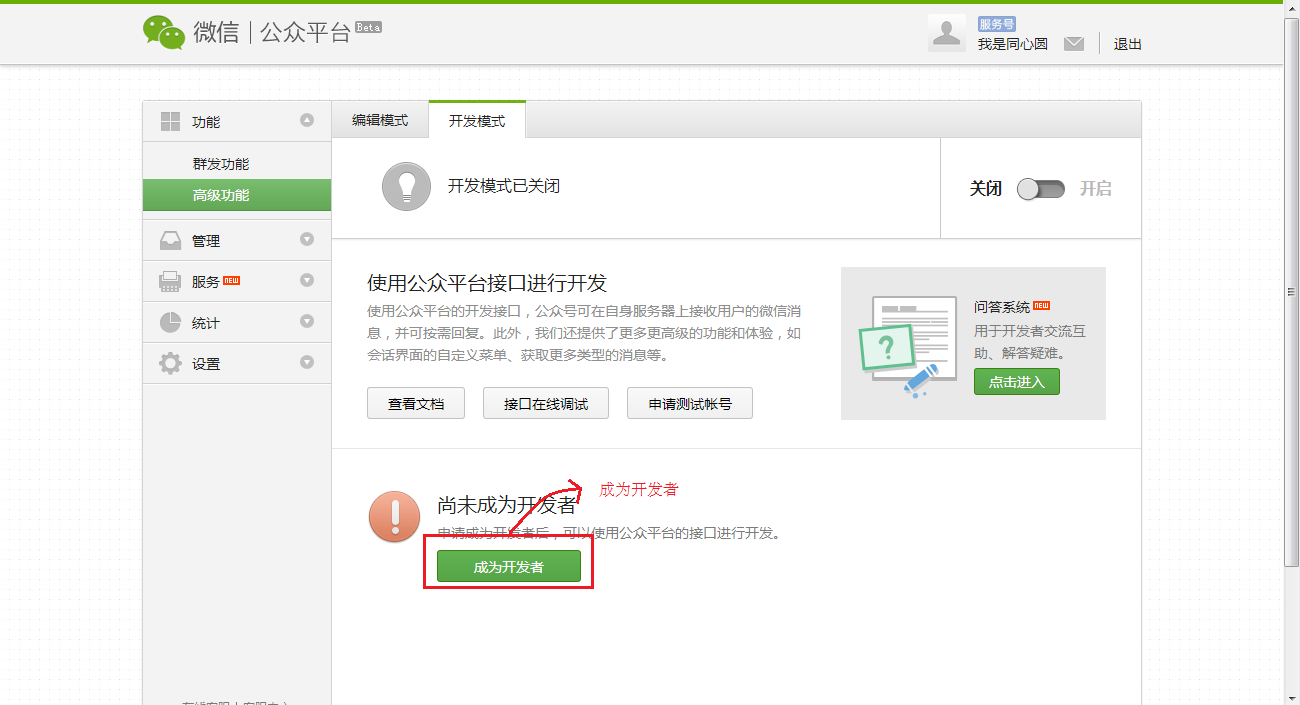 微信 | 公众平台 Beta
服务号
我是同心圆
退出
功能
群发功能
高级功能
管理
服务 NEW
统计
设置
编辑模式
开发模式
开发模式已关闭
关闭
开启
使用公众平台接口进行开发
使用公众平台的开发接口，公众号可在自身服务器上接收用户的微信消
息，并可按需回复。此外，我们还提供了更多更高级的功能和体验，如
会话界面的自定义菜单、获取更多类型的消息等。
查看文档
接口在线调试
申请测试帐号
问答系统 NEW
用于开发者交流互
助、解答疑难。
点击进入
?
成为开发者
尚未成为开发者
申请成为开发者后，可以使用公众平台的接口进行开发。
成为开发者